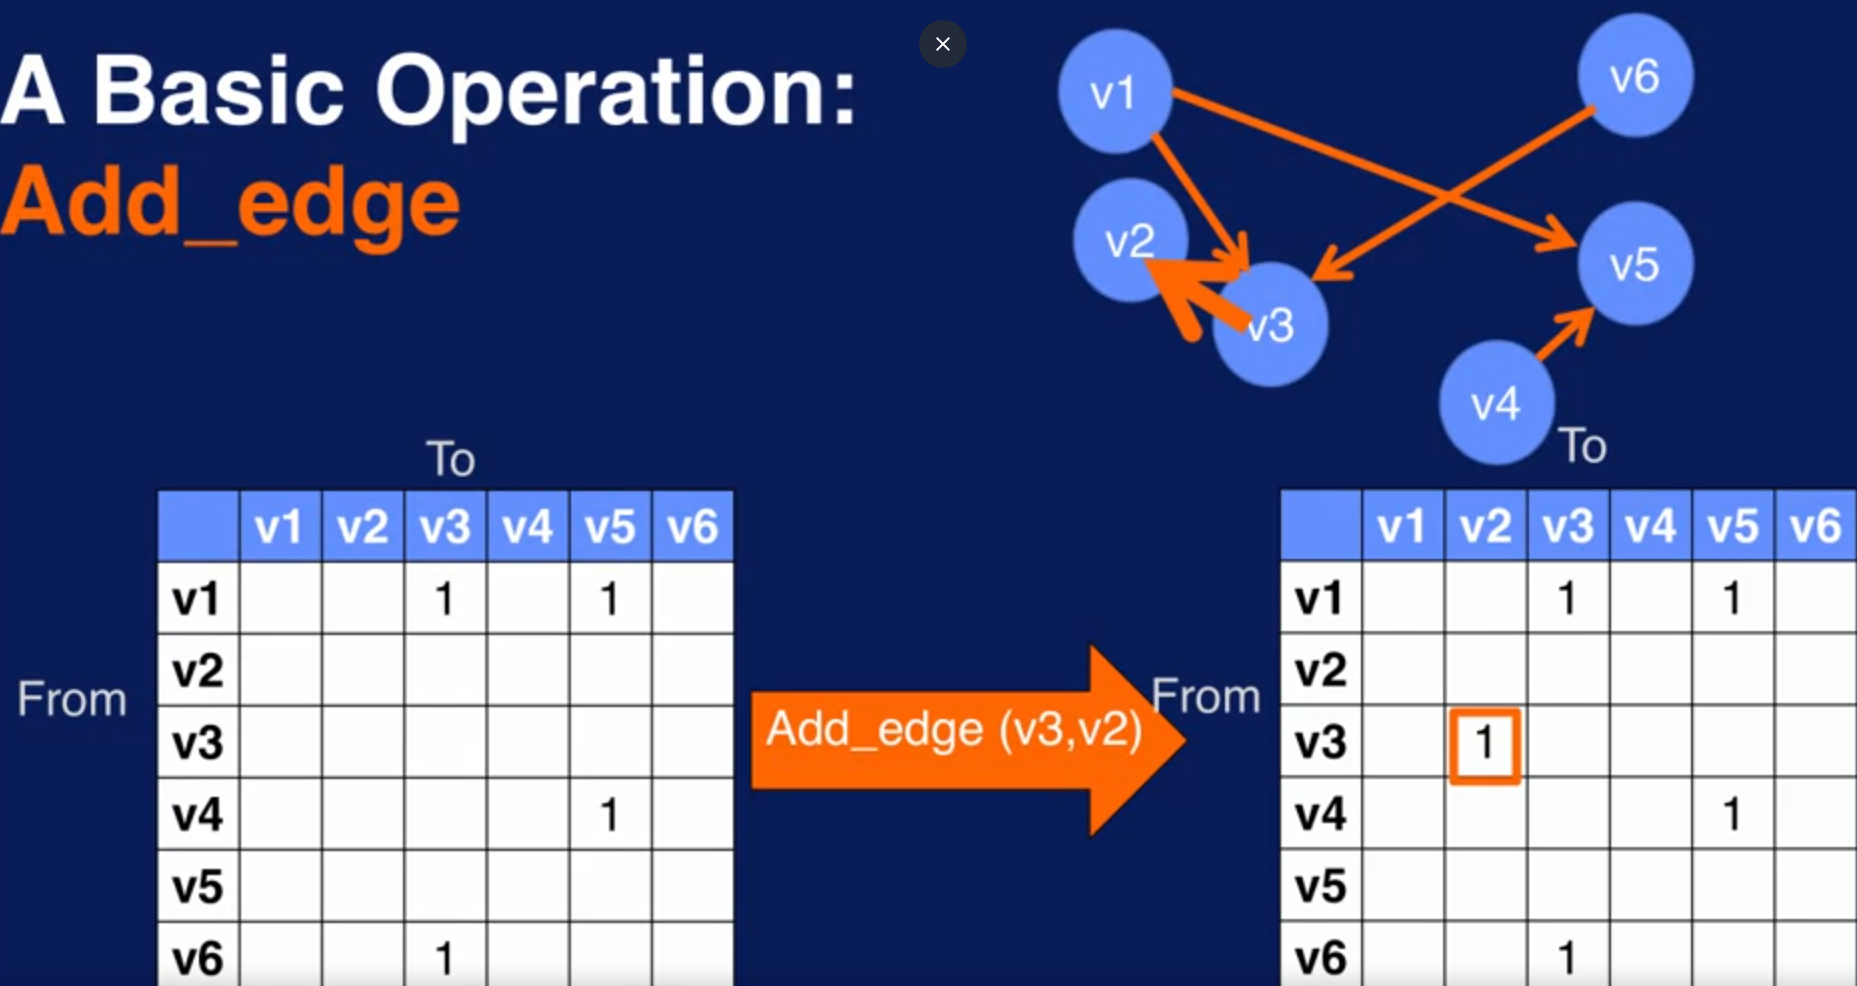 A Basic Operation:
Add_edge
v1
v6
v2
v5
v3
v4
To
v1 v2 v3 v4 v5 v6
v1 1 1
v2
From
v3
v4 1
v5
v6 1
Add_edge (v3,v2)
To
v1 v2 v3 v4 v5 v6
v1 1 1
v2
From
v3 1
v4 1
v5
v6 1